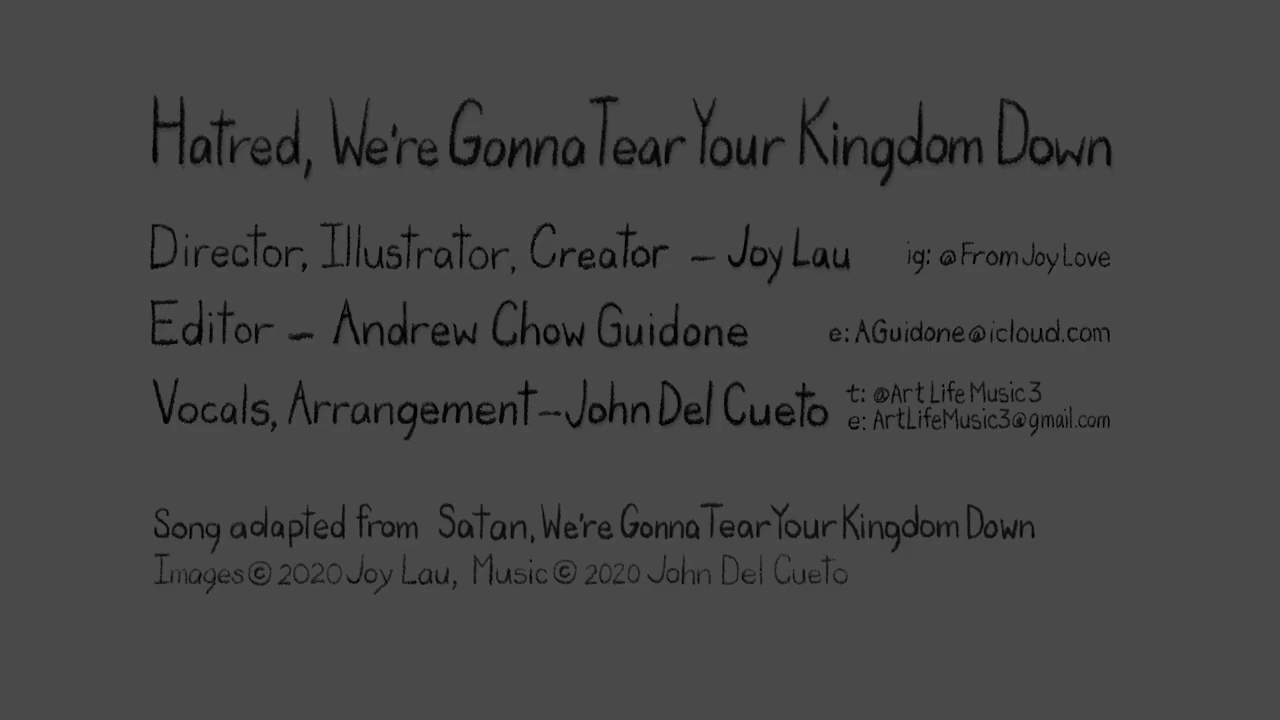 Hatred, We're Gonna Tear Your Kingdom Down
Director, Illustrator, Creator – Joy Lau ig: @FromJoyLove
Editor – Andrew Chow Guidone e: AGuidone@icloud.com
Vocals, Arrangement – John Del Cueto t: @ArtLifeMusic3
e: ArtLifeMusic3@gmail.com
Song adapted from Satan, We're Gonna Tear Your Kingdom Down
Images © 2020 Joy Lau, Music © 2020 John Del Cueto